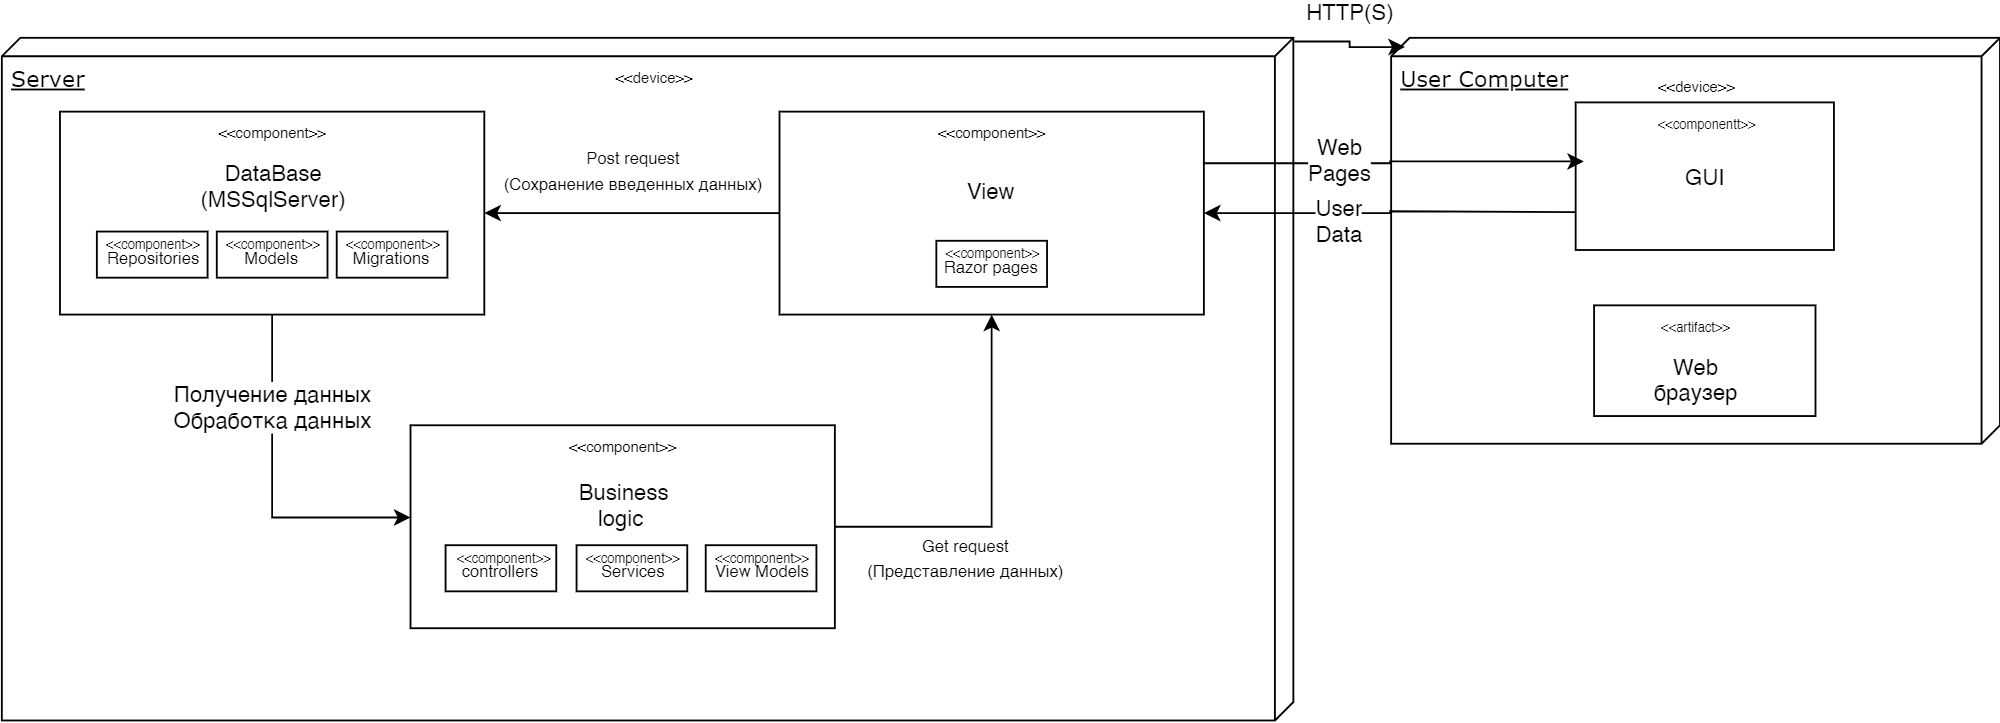 HTTP(S)
Server
<<device>>
<<component>>
DataBase
(MSSqlServer)
<<component>>
Repositories
<<component>>
Models
<<component>>
Migrations
Post request
(Сохранение введенных данных)
<<component>>
View
<<component>>
Razor pages
Web
Pages
User
Data
User Computer
<<device>>
<<componentt>>
GUI
<<artifact>>
Web
браузер
Получение данных
Обработка данных
<<component>>
Business
logic
<<component>>
controllers
<<component>>
Services
<<component>>
View Models
Get request
(Представление данных)